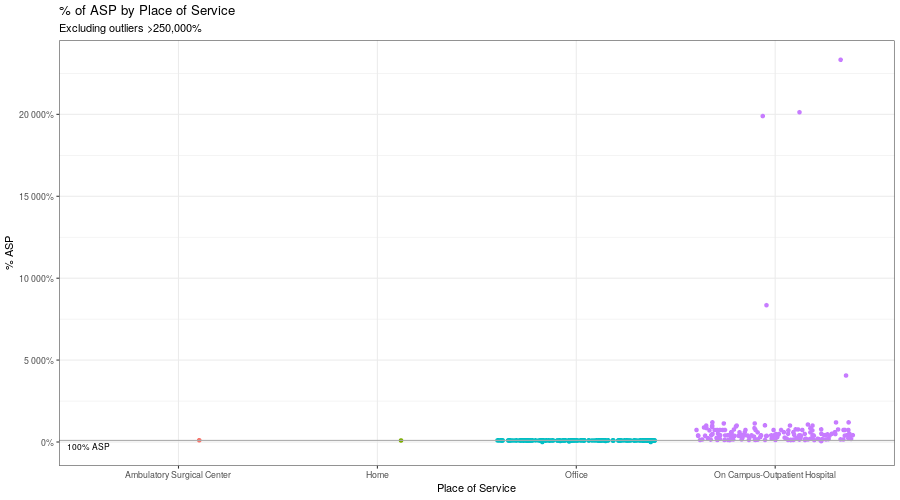 % of ASP by Place of Service
Excluding outliers >250,000%
% ASP
20 000%
15 000%
10 000%
5 000%
0%
100% ASP
Ambulatory Surgical Center
Home
Office
On Campus-Outpatient Hospital
Place of Service